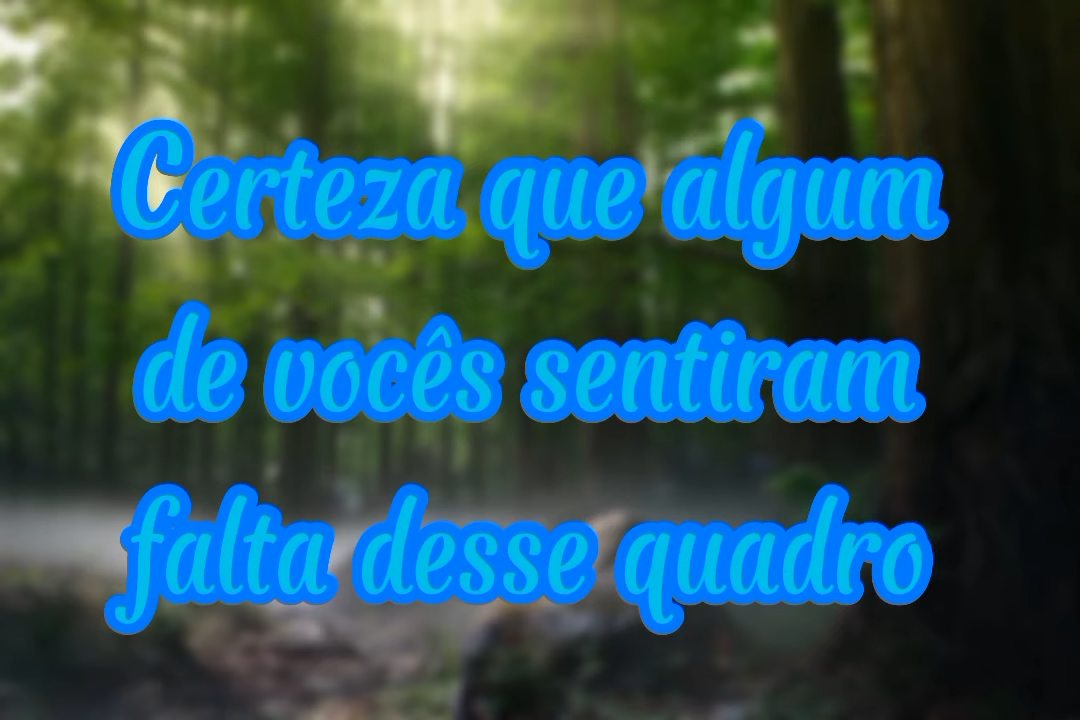 Certeza que algum
de vocês sentiram
falta desse quadro